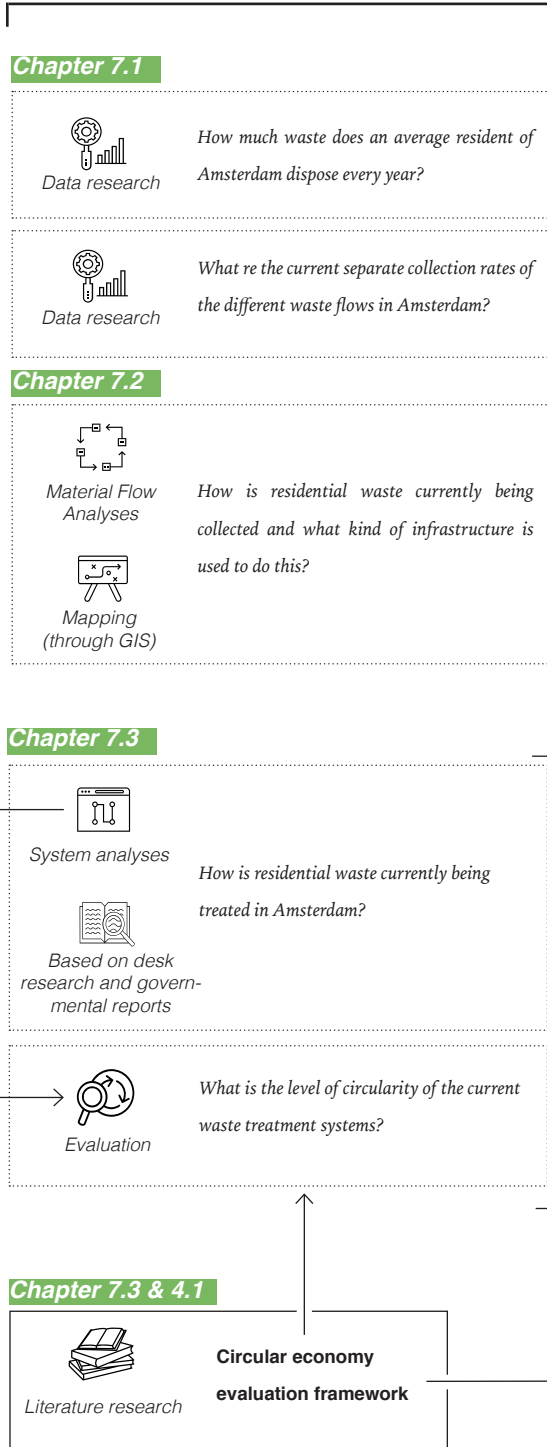 Chapter 7.1
How much waste does an average resident of
Amsterdam dispose every year?
Data research
What re the current separate collection rates of
the different waste flows in Amsterdam?
Data research
Chapter 7.2
Material Flow
Analyses
How is residential waste currently being
collected and what kind of infrastructure is
used to do this?
Mapping
(through GIS)
Chapter 7.3
System analyses
How is residential waste currently being
treated in Amsterdam?
Based on desk
research and govern-
mental reports
What is the level of circularity of the current
waste treatment systems?
Evaluation
Chapter 7.3 & 4.1
Circular economy
evaluation framework
Literature research